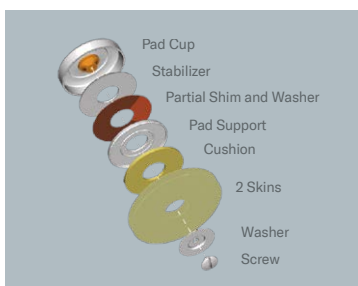 Pad Cup
Stabilizer
Partial Shim and Washer
Pad Support
Cushion
2 Skins
Washer
Screw